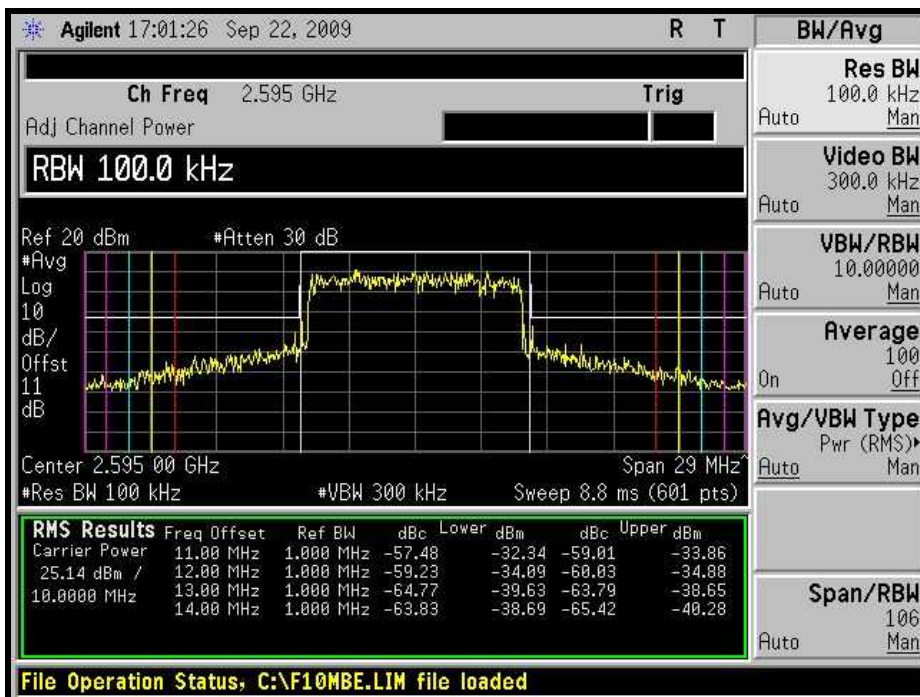 Agilent 17:01:26 Sep 22, 2009 R T
Ch Freq 2.595 GHz Trig
Adj Channel Power
RBW 100.0 kHz
Ref 20 dBm #Atten 30 dB
#Avg
Log
10
dB/
Offst
11
dB
Center 2.595 00 GHz Span 29 MHz^
#Res BW 100 kHz #VBW 300 kHz Sweep 8.8 ms (601 pts)
RMS Results Freq Offset Ref BW dBc Lower dBm dBc Upper dBm
Carrier Power 11.00 MHz 1.000 MHz -57.48 -32.34 -59.01 -33.86
25.14 dBm / 12.00 MHz 1.000 MHz -59.23 -34.09 -60.03 -34.88
10.0000 MHz 13.00 MHz 1.000 MHz -64.77 -39.63 -63.79 -38.65
14.00 MHz 1.000 MHz -63.83 -38.69 -65.42 -40.28
File Operation Status, C:\F10MBE.LIM file loaded
BW/Avg
Res BW
100.0 kHz
Auto Man
Video BW
300.0 kHz
Auto Man
VBW/RBW
10.00000
Auto Man
Average
100
On Off
Avg/VBW Type
Pwr (RMS)▸
Auto Man
Span/RBW
106
Auto Man